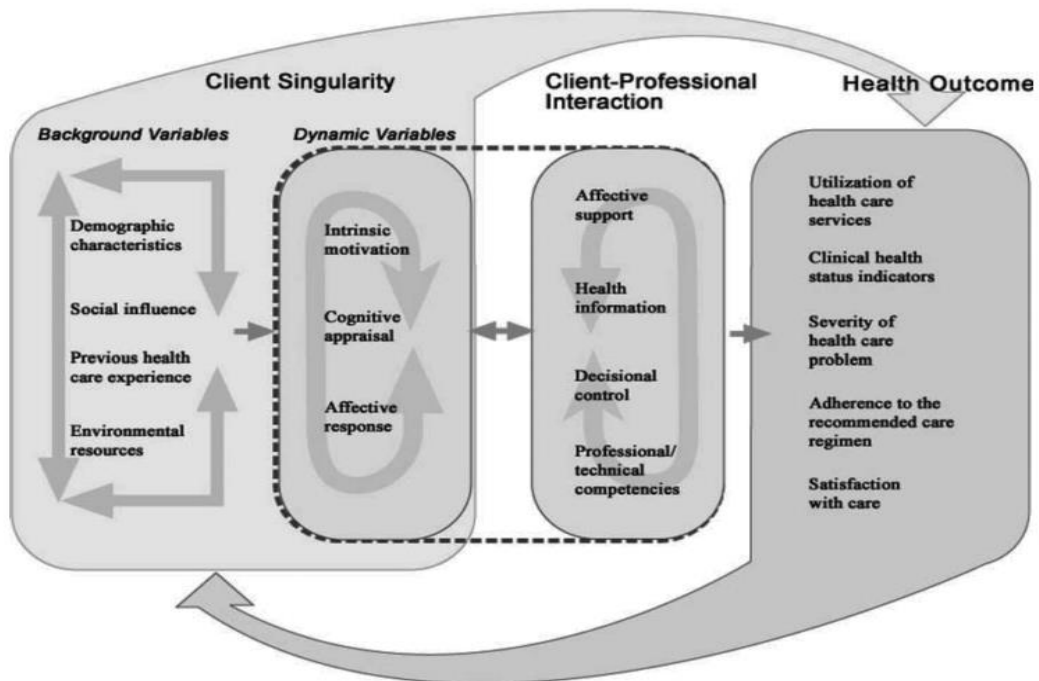 Client Singularity
Client-Professional
Interaction
Health Outcome
Background Variables
Dynamic Variables
Demographic
characteristics
Social influence
Previous health
care experience
Environmental
resources
Intrinsic
motivation
Cognitive
appraisal
Affective
response
Affective
support
Health
information
Decisional
control
Professional/
technical
competencies
Utilization of
health care
services
Clinical health
status indicators
Severity of
health care
problem
Adherence to the
recommended care
regimen
Satisfaction
with care